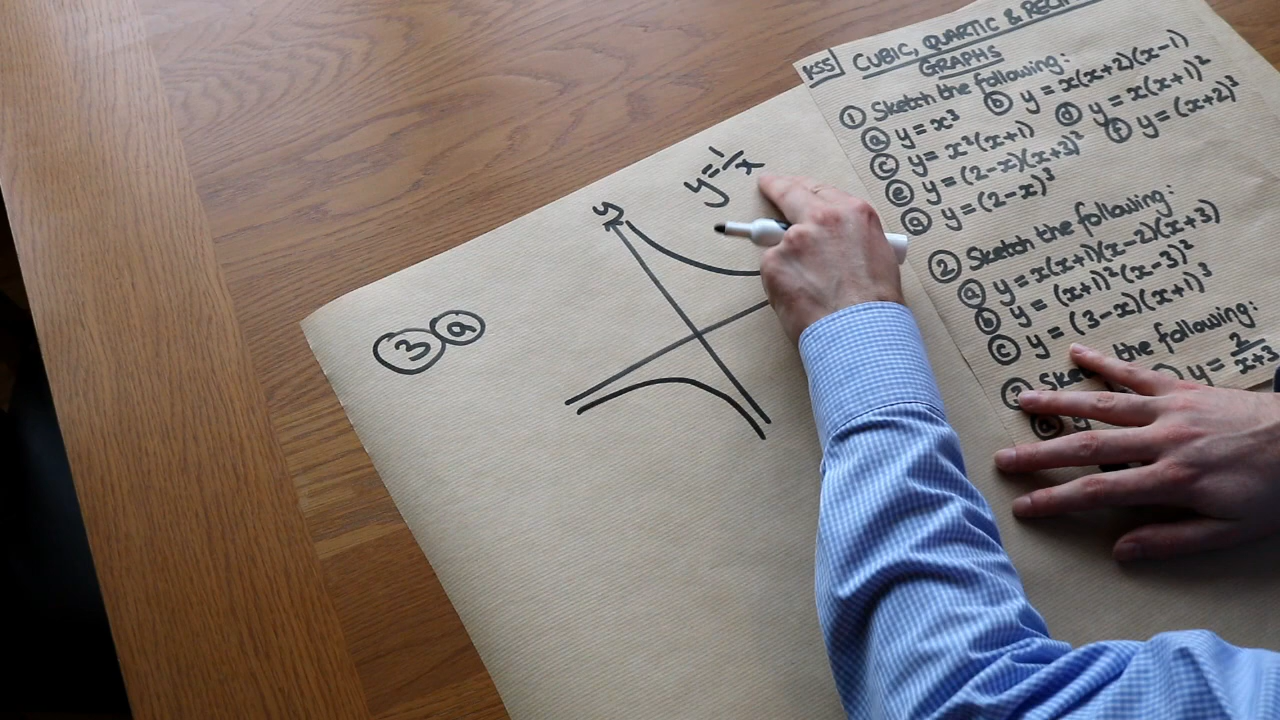 3 a
y
y = 1/x
KS5 CUBIC, QUARTIC &
GRAPHS
1 Sketch the following:
a y = x³ b y = x(x+2)(x-1)
c y = x²(x+1) d y = x(x+1)²
e y = (2-x)(x+3)² f y = (x+2)³
g y = (2-x)³
2 Sketch the following:
a y = x(x+1)(x-2)(x+3)
b y = (x+1)²(x-3)²
c y = (3-x)(x+1)³
3 the following:
y = 2/x+3
a y